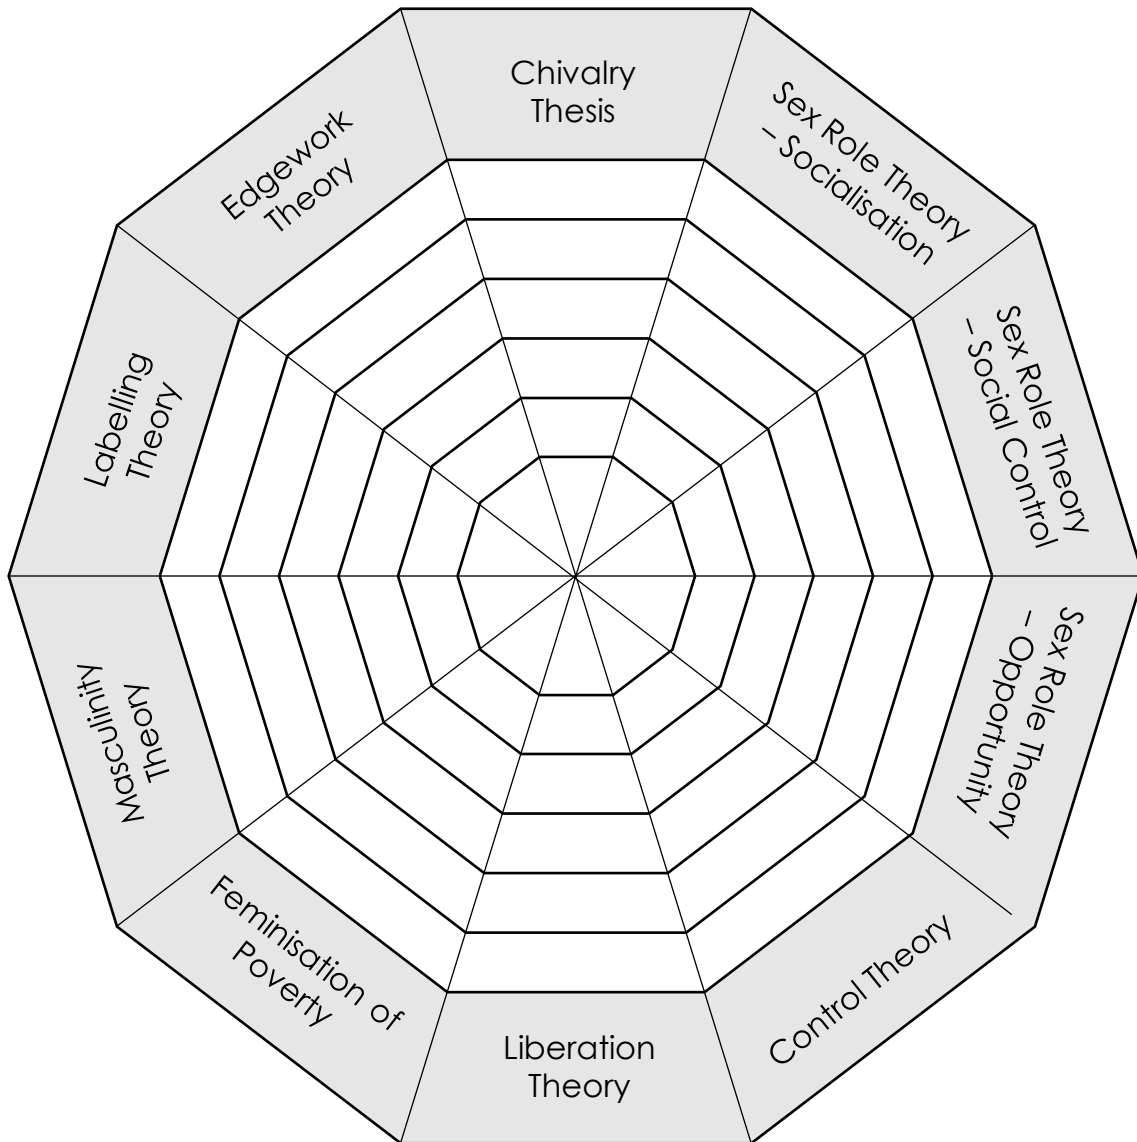 Chivalry
Thesis
Sex Role Theory
– Socialisation
Sex Role Theory
– Social Control
Sex Role Theory
– Opportunity
Control Theory
Liberation
Theory
Feminisation of
Poverty
Masculinity
Theory
Labelling
Theory
Edgework
Theory